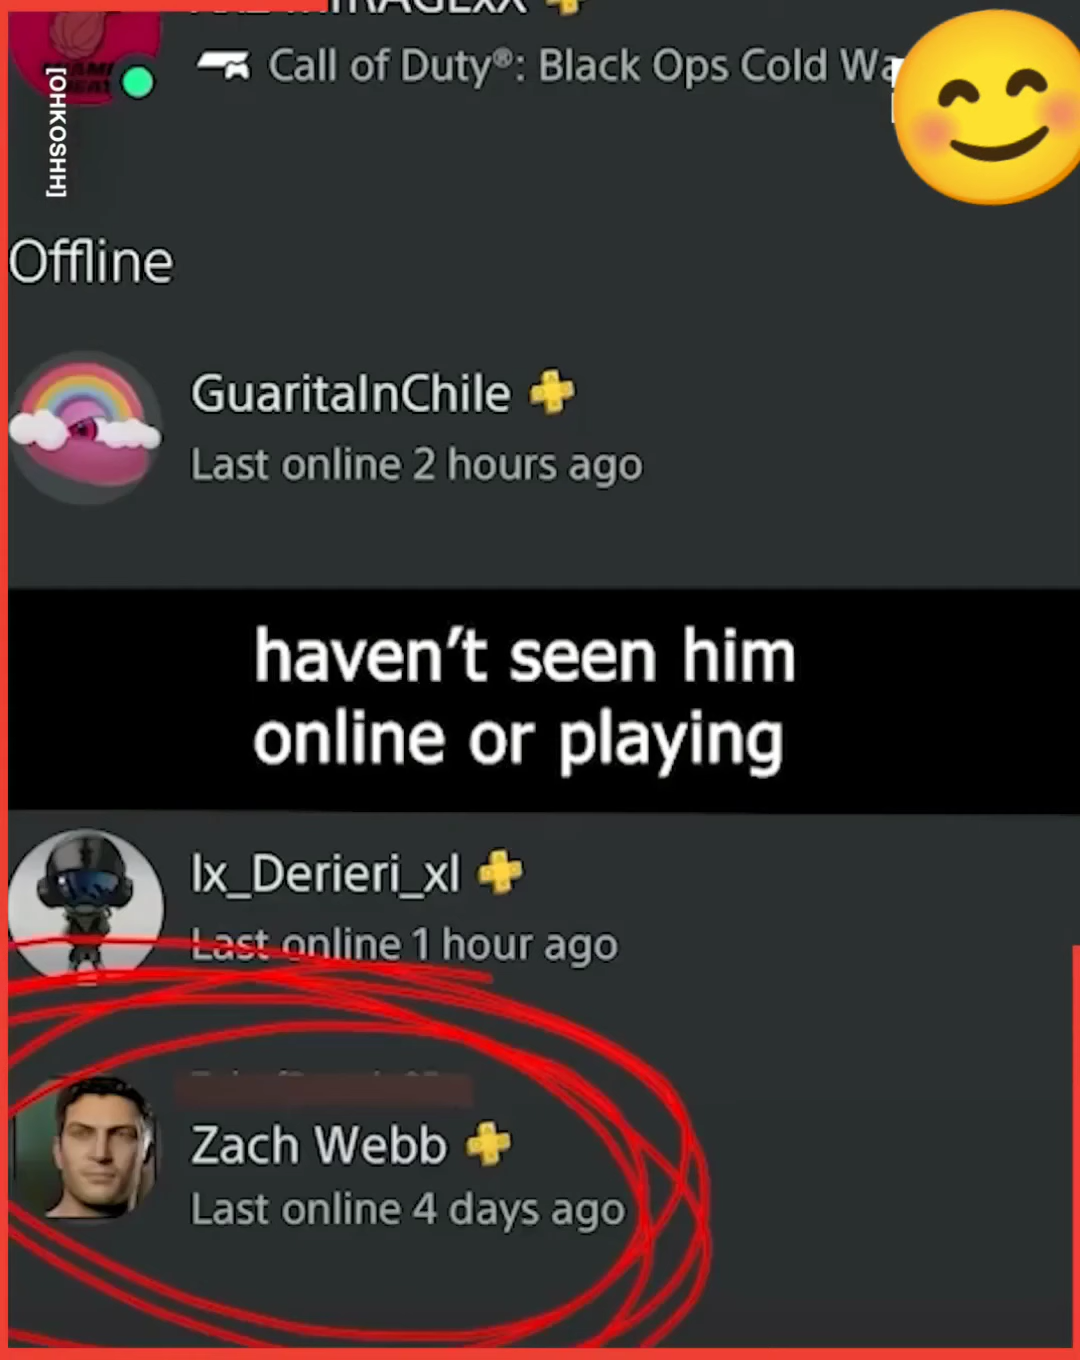 Call of Duty®: Black Ops Cold Wa
[OHKOSHH]
Offline
GuaritaInChile
Last online 2 hours ago
haven't seen him
online or playing
lx_Derieri_xl
Last online 1 hour ago
Zach Webb
Last online 4 days ago